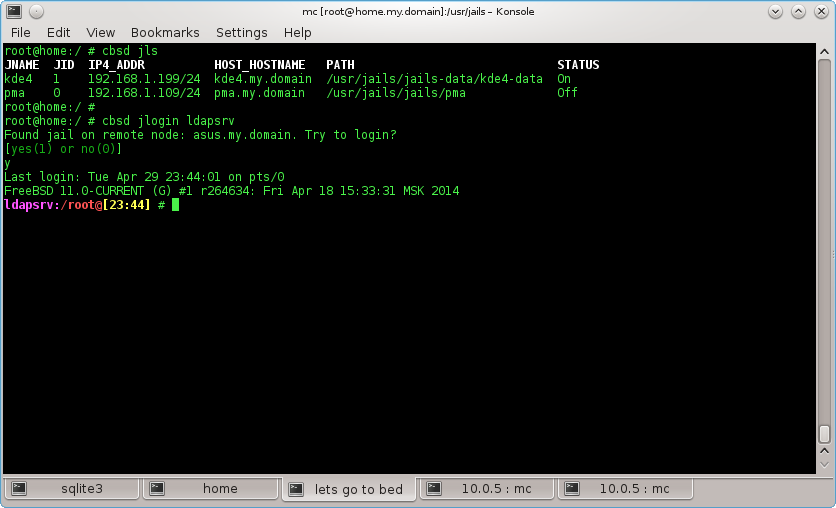 mc [root@home.my.domain]:/usr/jails – Konsole
File Edit View Bookmarks Settings Help
root@home:/ # cbsd jls
JNAME JID IP4_ADDR HOST_HOSTNAME PATH STATUS
kde4 1 192.168.1.199/24 kde4.my.domain /usr/jails/jails-data/kde4-data On
pma 0 192.168.1.109/24 pma.my.domain /usr/jails/jails/pma Off
root@home:/ #
root@home:/ # cbsd jlogin ldapsrv
Found jail on remote node: asus.my.domain. Try to login?
[yes(1) or no(0)]
y
Last login: Tue Apr 29 23:44:01 on pts/0
FreeBSD 11.0-CURRENT (G) #1 r264634: Fri Apr 18 15:33:31 MSK 2014
ldapsrv:/root@[23:44] #
sqlite3 home lets go to bed 10.0.5 : mc 10.0.5 : mc